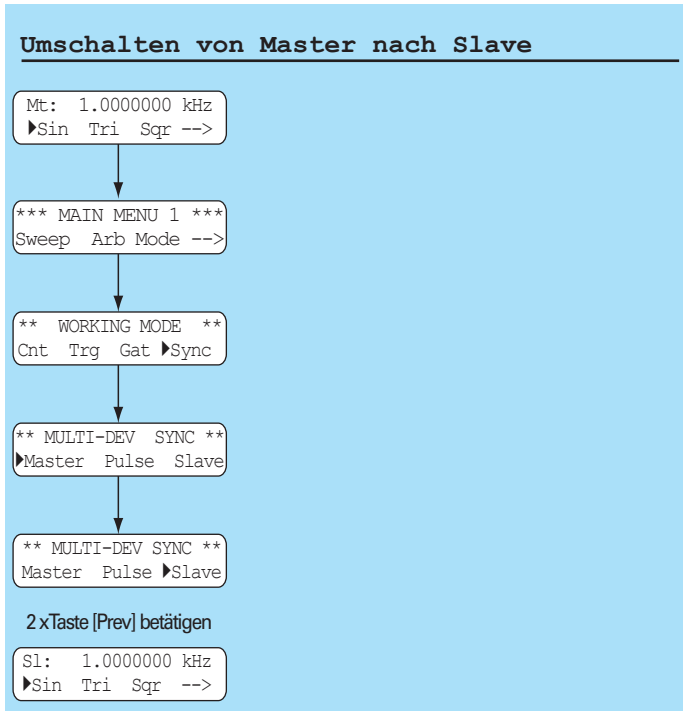 Umschalten von Master nach Slave
Mt: 1.0000000 kHz
▶Sin Tri Sqr -->
*** MAIN MENU 1 ***
Sweep Arb Mode -->
** WORKING MODE **
Cnt Trg Gat ▶Sync
** MULTI-DEV SYNC **
▶Master Pulse Slave
** MULTI-DEV SYNC **
Master Pulse ▶Slave
2 xTaste [Prev] betätigen
Sl: 1.0000000 kHz
▶Sin Tri Sqr -->